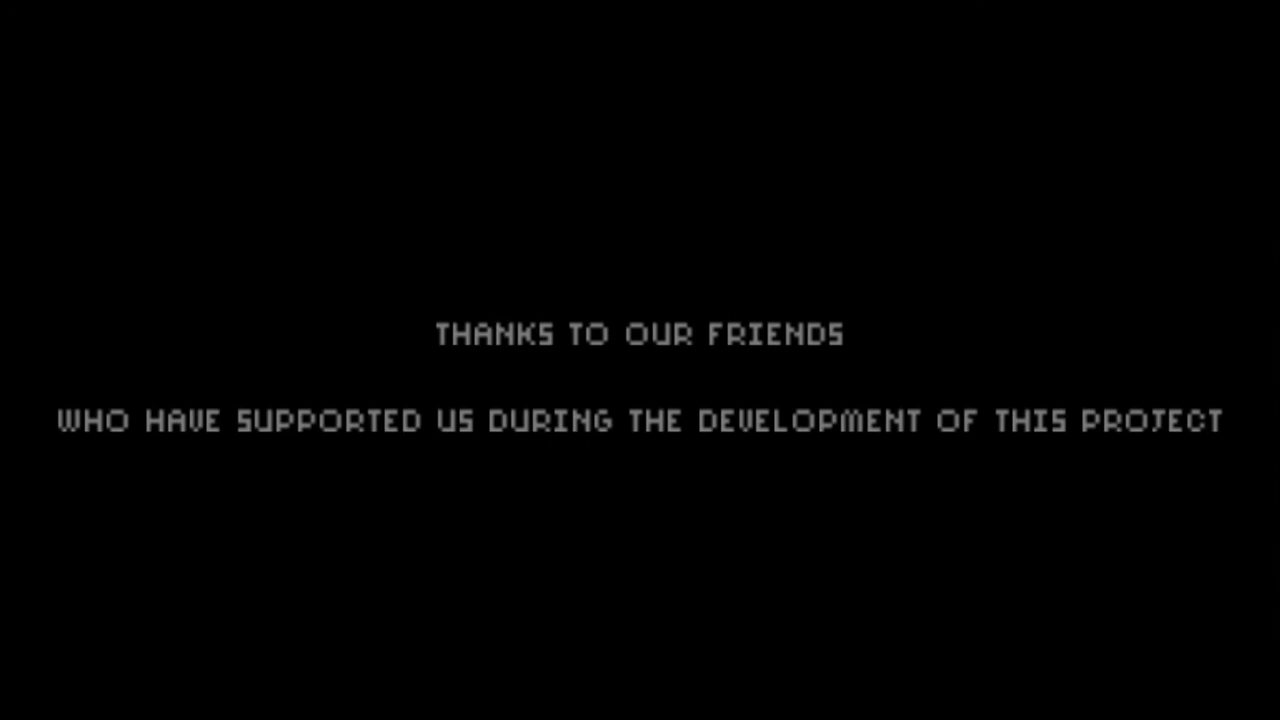 THANKS TO OUR FRIENDS
WHO HAVE SUPPORTED US DURING THE DEVELOPMENT OF THIS PROJECT